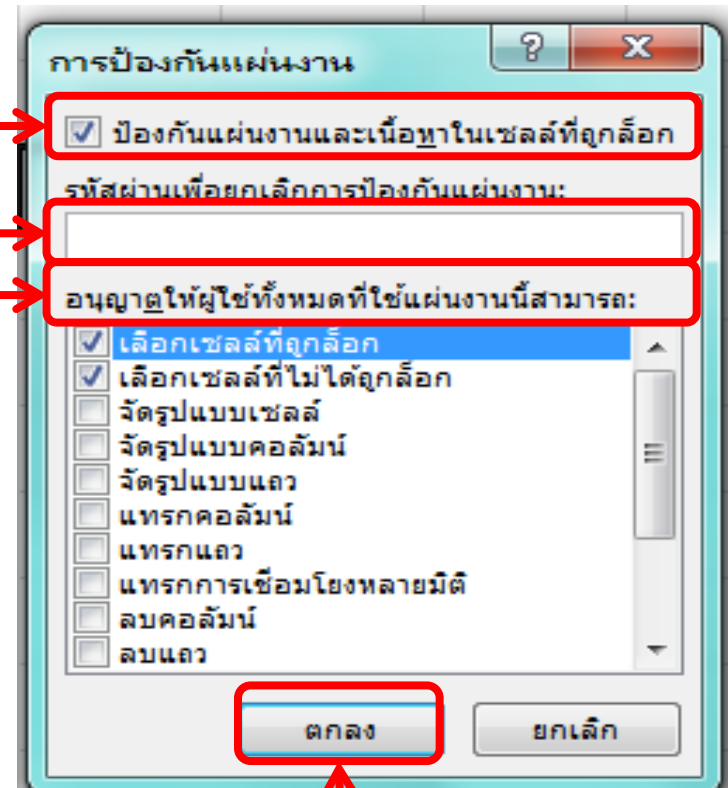 การป้องกันแผ่นงาน
ป้องกันแผ่นงานและเนื้อหาในเซลล์ที่ถูกล็อก
รหัสผ่านเพื่อยกเลิกการป้องกันแผ่นงาน:
อนุญาตให้ผู้ใช้ทั้งหมดที่ใช้แผ่นงานนี้สามารถ:
เลือกเซลล์ที่ถูกล็อก
เลือกเซลล์ที่ไม่ได้ถูกล็อก
จัดรูปแบบเซลล์
จัดรูปแบบคอลัมน์
จัดรูปแบบแถว
แทรกคอลัมน์
แทรกแถว
แทรกการเชื่อมโยงหลายมิติ
ลบคอลัมน์
ลบแถว
ตกลง ยกเลิก